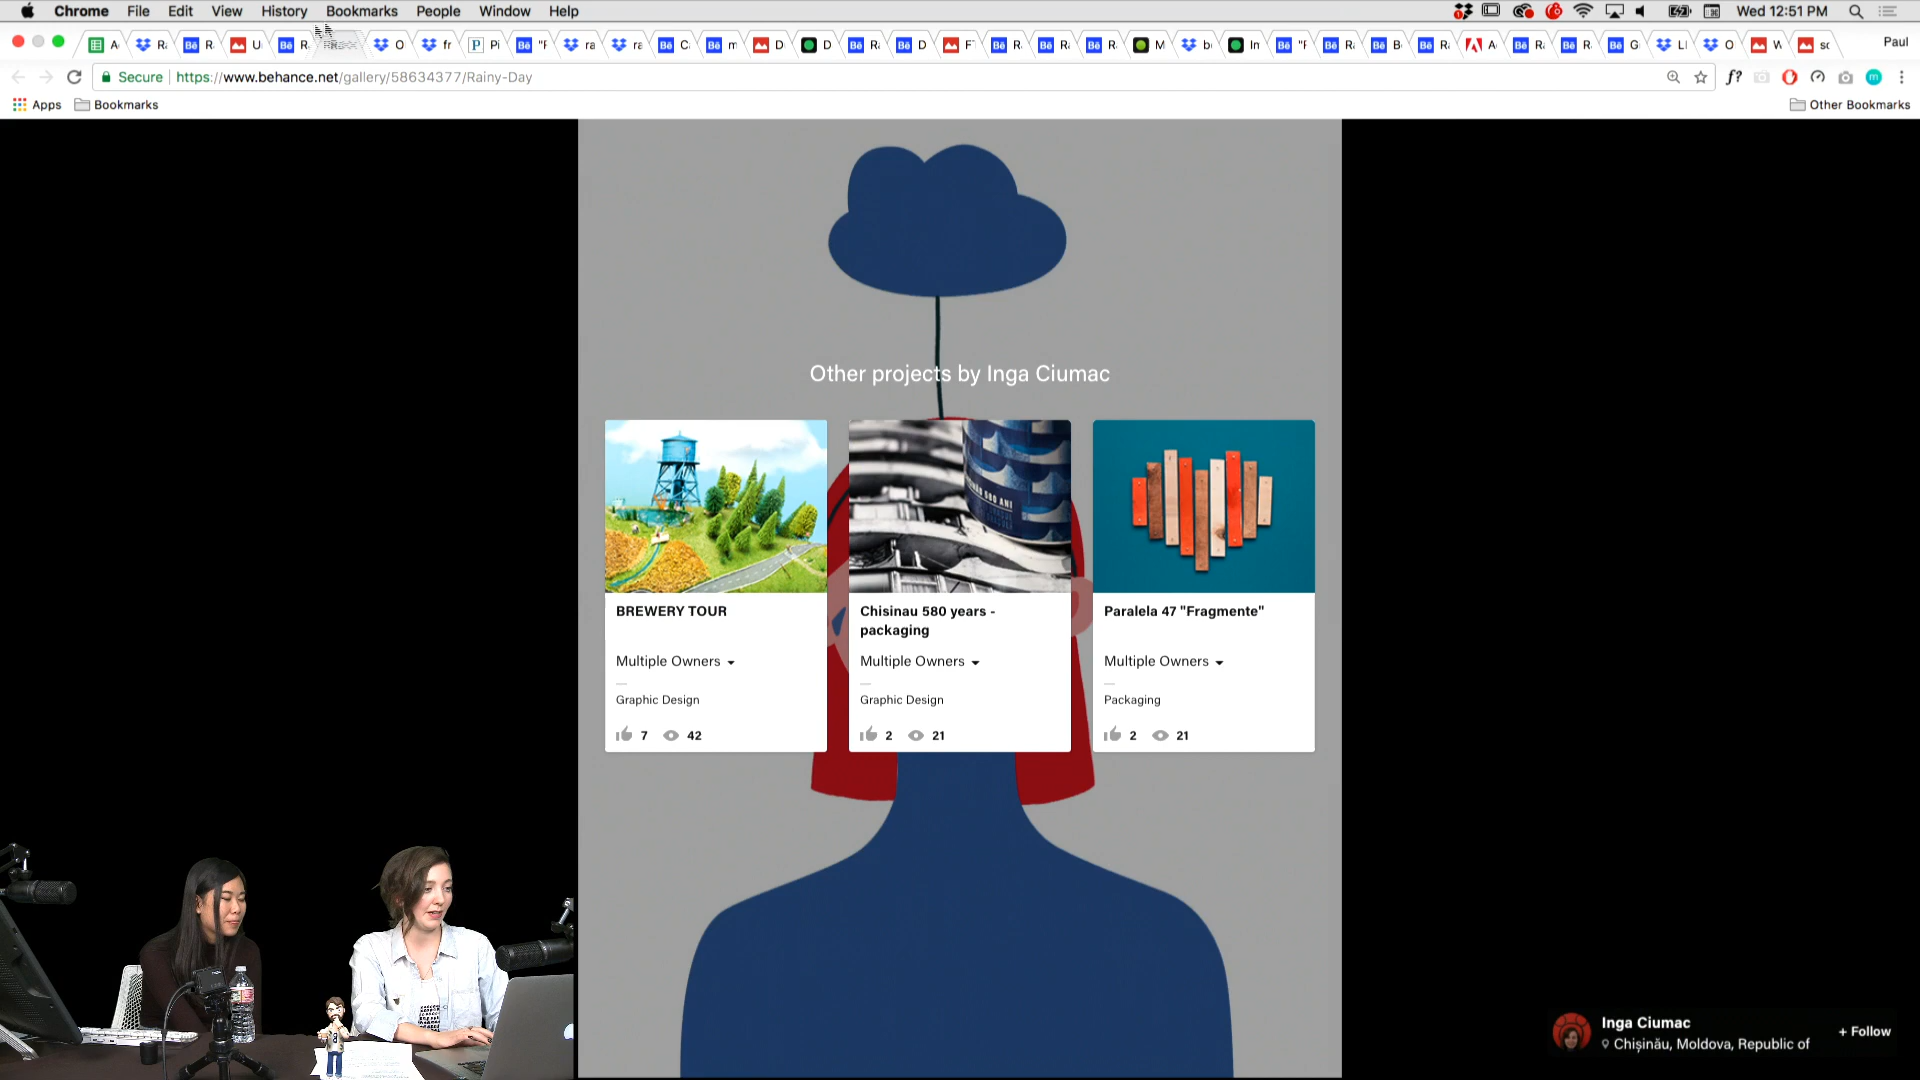 Chrome File Edit View History Bookmarks People Window Help Wed 12:51 PM
Paul
Secure https://www.behance.net/gallery/58634377/Rainy-Day
Apps Bookmarks Other Bookmarks
Other projects by Inga Ciumac
BREWERY TOUR
Multiple Owners
Graphic Design
7 42
Chisinau 580 years -
packaging
Multiple Owners
Graphic Design
2 21
Paralela 47 "Fragmente"
Multiple Owners
Packaging
2 21
Inga Ciumac
Chișinău, Moldova, Republic of
+ Follow